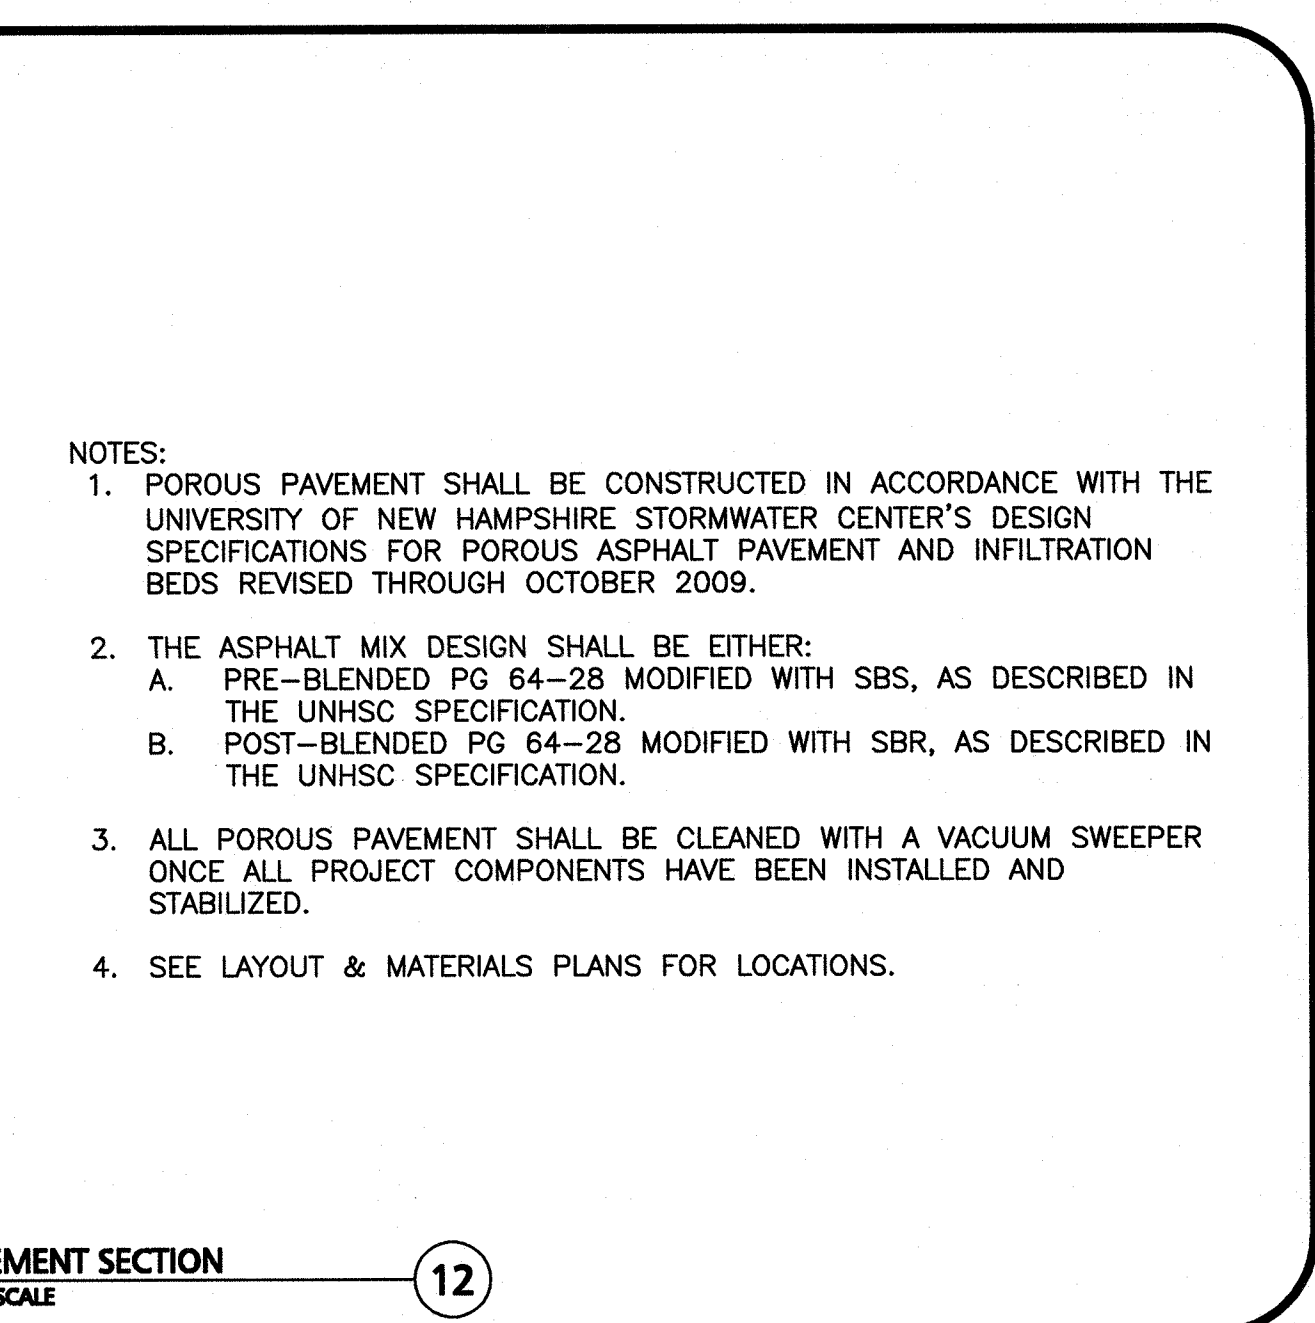 NOTES:
1. POROUS PAVEMENT SHALL BE CONSTRUCTED IN ACCORDANCE WITH THE
UNIVERSITY OF NEW HAMPSHIRE STORMWATER CENTER'S DESIGN
SPECIFICATIONS FOR POROUS ASPHALT PAVEMENT AND INFILTRATION
BEDS REVISED THROUGH OCTOBER 2009.
2. THE ASPHALT MIX DESIGN SHALL BE EITHER:
A. PRE-BLENDED PG 64-28 MODIFIED WITH SBS, AS DESCRIBED IN
THE UNHSC SPECIFICATION.
B. POST-BLENDED PG 64-28 MODIFIED WITH SBR, AS DESCRIBED IN
THE UNHSC SPECIFICATION.
3. ALL POROUS PAVEMENT SHALL BE CLEANED WITH A VACUUM SWEEPER
ONCE ALL PROJECT COMPONENTS HAVE BEEN INSTALLED AND
STABILIZED.
4. SEE LAYOUT & MATERIALS PLANS FOR LOCATIONS.
EMENT SECTION
SCALE
12